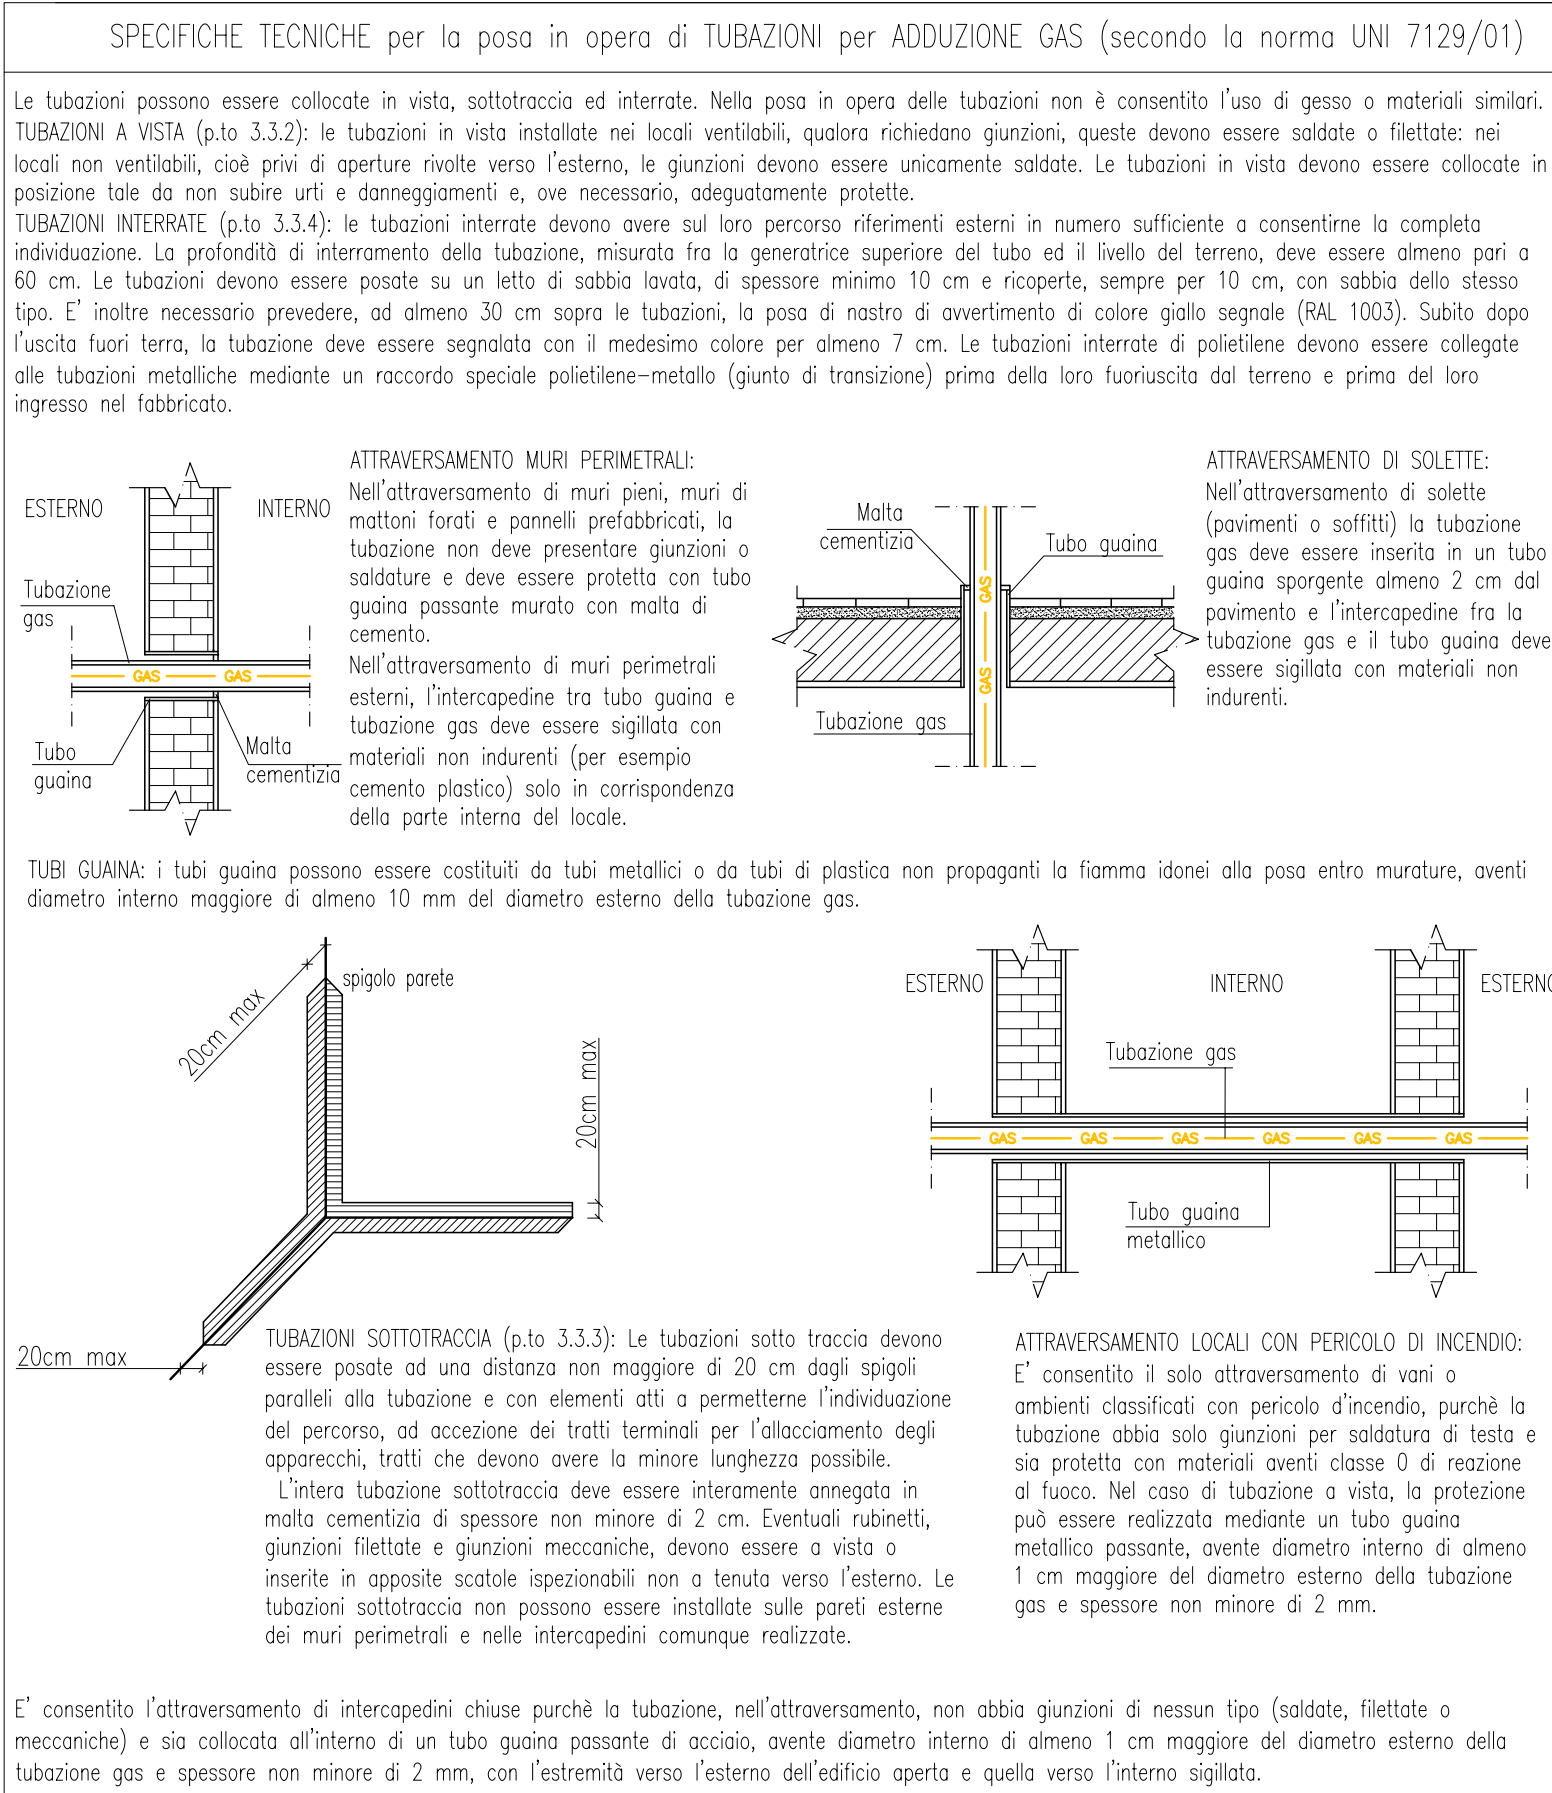 SPECIFICHE TECNICHE per la posa in opera di TUBAZIONI per ADDUZIONE GAS (secondo la norma UNI 7129/01)
Le tubazioni possono essere collocate in vista, sottotraccia ed interrate. Nella posa in opera delle tubazioni non è consentito l'uso di gesso o materiali similari.
TUBAZIONI A VISTA (p.to 3.3.2): le tubazioni in vista installate nei locali ventilabili, qualora richiedano giunzioni, queste devono essere saldate o filettate: nei
locali non ventilabili, cioè privi di aperture rivolte verso l'esterno, le giunzioni devono essere unicamente saldate. Le tubazioni in vista devono essere collocate in
posizione tale da non subire urti e danneggiamenti e, ove necessario, adeguatamente protette.
TUBAZIONI INTERRATE (p.to 3.3.4): le tubazioni interrate devono avere sul loro percorso riferimenti esterni in numero sufficiente a consentirne la completa
individuazione. La profondità di interramento della tubazione, misurata fra la generatrice superiore del tubo ed il livello del terreno, deve essere almeno pari a
60 cm. Le tubazioni devono essere posate su un letto di sabbia lavata, di spessore minimo 10 cm e ricoperte, sempre per 10 cm, con sabbia dello stesso
tipo. E' inoltre necessario prevedere, ad almeno 30 cm sopra le tubazioni, la posa di nastro di avvertimento di colore giallo segnale (RAL 1003). Subito dopo
l'uscita fuori terra, la tubazione deve essere segnalata con il medesimo colore per almeno 7 cm. Le tubazioni interrate di polietilene devono essere collegate
alle tubazioni metalliche mediante un raccordo speciale polietilene-metallo (giunto di transizione) prima della loro fuoriuscita dal terreno e prima del loro
ingresso nel fabbricato.
ESTERNO
INTERNO
Tubazione
gas
GAS GAS
Tubo
guaina
Malta
cementizia
ATTRAVERSAMENTO MURI PERIMETRALI:
Nell'attraversamento di muri pieni, muri di
mattoni forati e pannelli prefabbricati, la
tubazione non deve presentare giunzioni o
saldature e deve essere protetta con tubo
guaina passante murato con malta di
cemento.
Nell'attraversamento di muri perimetrali
esterni, l'intercapedine tra tubo guaina e
tubazione gas deve essere sigillata con
materiali non indurenti (per esempio
cemento plastico) solo in corrispondenza
della parte interna del locale.
Malta
cementizia
Tubo guaina
GAS
GAS
Tubazione gas
ATTRAVERSAMENTO DI SOLETTE:
Nell'attraversamento di solette
(pavimenti o soffitti) la tubazione
gas deve essere inserita in un tubo
guaina sporgente almeno 2 cm dal
pavimento e l'intercapedine fra la
tubazione gas e il tubo guaina deve
essere sigillata con materiali non
indurenti.
TUBI GUAINA: i tubi guaina possono essere costituiti da tubi metallici o da tubi di plastica non propaganti la fiamma idonei alla posa entro murature, aventi
diametro interno maggiore di almeno 10 mm del diametro esterno della tubazione gas.
spigolo parete
20cm max
20cm max
20cm max
ESTERNO
INTERNO
ESTERNO
Tubazione gas
GAS GAS GAS GAS GAS GAS
Tubo guaina
metallico
TUBAZIONI SOTTOTRACCIA (p.to 3.3.3): Le tubazioni sotto traccia devono
essere posate ad una distanza non maggiore di 20 cm dagli spigoli
paralleli alla tubazione e con elementi atti a permetterne l'individuazione
del percorso, ad accezione dei tratti terminali per l'allacciamento degli
apparecchi, tratti che devono avere la minore lunghezza possibile.
L'intera tubazione sottotraccia deve essere interamente annegata in
malta cementizia di spessore non minore di 2 cm. Eventuali rubinetti,
giunzioni filettate e giunzioni meccaniche, devono essere a vista o
inserite in apposite scatole ispezionabili non a tenuta verso l'esterno. Le
tubazioni sottotraccia non possono essere installate sulle pareti esterne
dei muri perimetrali e nelle intercapedini comunque realizzate.
ATTRAVERSAMENTO LOCALI CON PERICOLO DI INCENDIO:
E' consentito il solo attraversamento di vani o
ambienti classificati con pericolo d'incendio, purchè la
tubazione abbia solo giunzioni per saldatura di testa e
sia protetta con materiali aventi classe 0 di reazione
al fuoco. Nel caso di tubazione a vista, la protezione
può essere realizzata mediante un tubo guaina
metallico passante, avente diametro interno di almeno
1 cm maggiore del diametro esterno della tubazione
gas e spessore non minore di 2 mm.
E' consentito l'attraversamento di intercapedini chiuse purchè la tubazione, nell'attraversamento, non abbia giunzioni di nessun tipo (saldate, filettate o
meccaniche) e sia collocata all'interno di un tubo guaina passante di acciaio, avente diametro interno di almeno 1 cm maggiore del diametro esterno della
tubazione gas e spessore non minore di 2 mm, con l'estremità verso l'esterno dell'edificio aperta e quella verso l'interno sigillata.